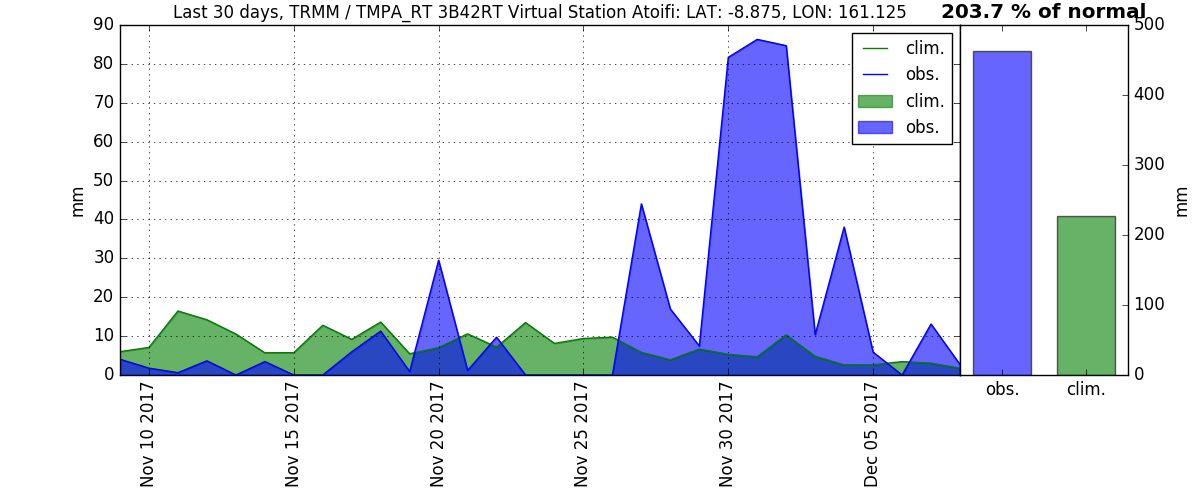 Last 30 days, TRMM / TMPA_RT 3B42RT Virtual Station Atoifi: LAT: -8.875, LON: 161.125
203.7 % of normal
90
80
70
60
50
40
30
20
10
0
mm
clim.
obs.
clim.
obs.
Nov 10 2017
Nov 15 2017
Nov 20 2017
Nov 25 2017
Nov 30 2017
Dec 05 2017
500
400
300
200
100
0
mm
obs.
clim.